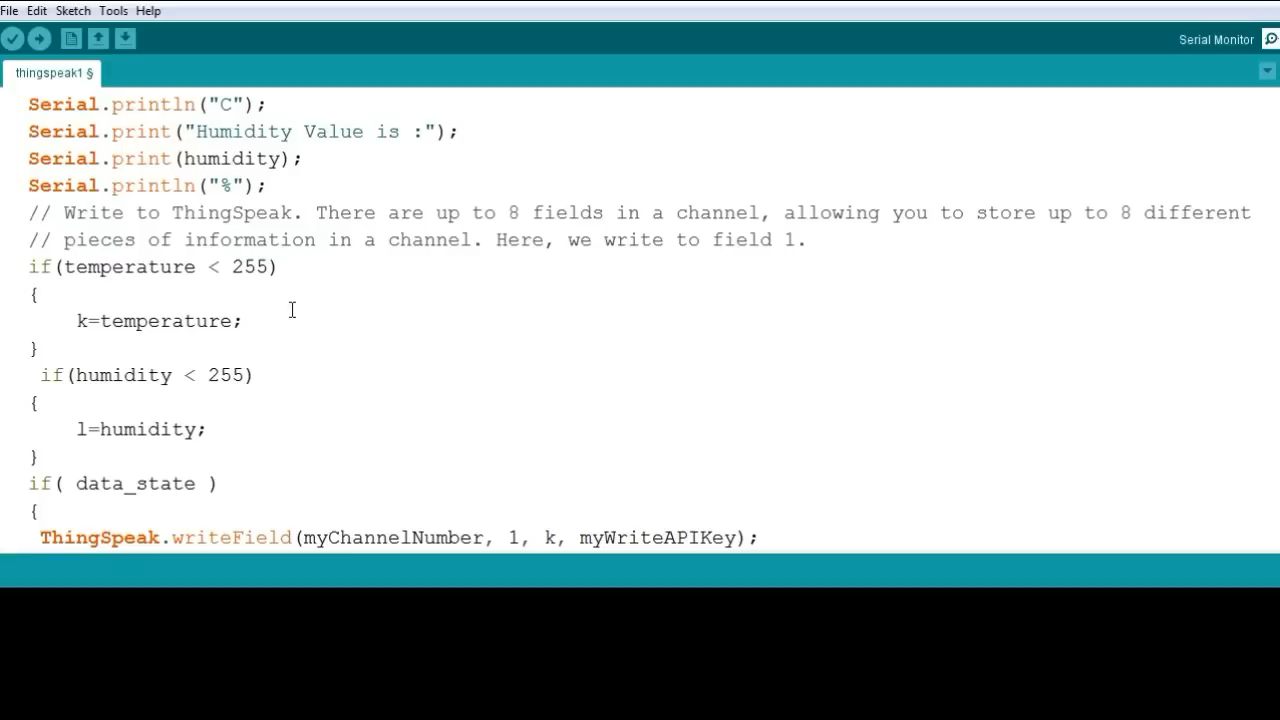 File Edit Sketch Tools Help
Serial Monitor
thingspeak1 §
Serial.println("C");
Serial.print("Humidity Value is :");
Serial.print(humidity);
Serial.println("%");
// Write to ThingSpeak. There are up to 8 fields in a channel, allowing you to store up to 8 different
// pieces of information in a channel. Here, we write to field 1.
if(temperature < 255)
{
k=temperature;
}
if(humidity < 255)
{
l=humidity;
}
if( data_state )
{
ThingSpeak.writeField(myChannelNumber, 1, k, myWriteAPIKey);